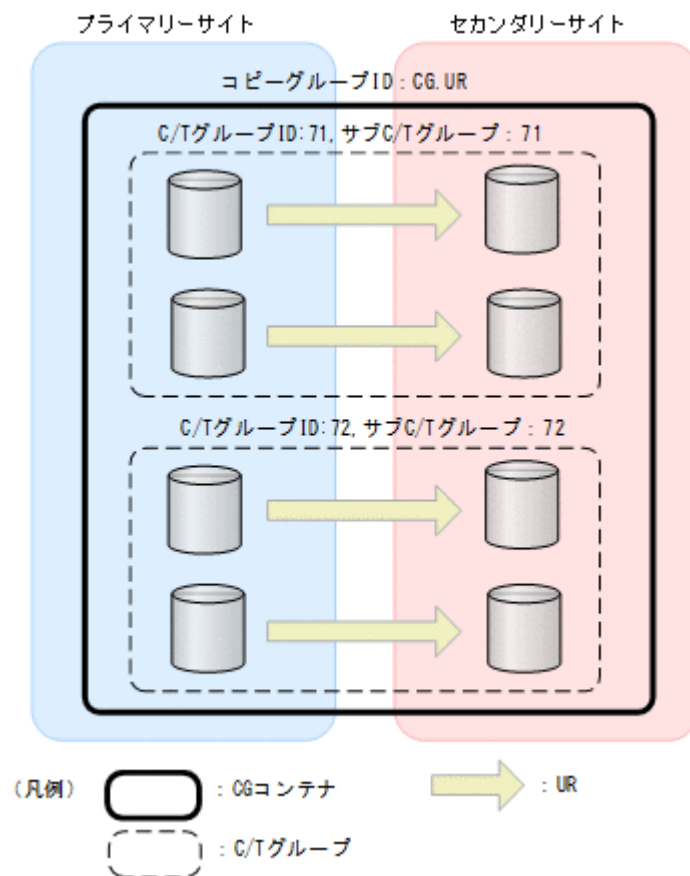 プライマリーサイト
セカンダリーサイト
コピーグループID：CG.UR
C/TグループID:71, サブC/Tグループ：71
C/TグループID:72, サブC/Tグループ：72
（凡例）
：CGコンテナ
：UR
：C/Tグループ